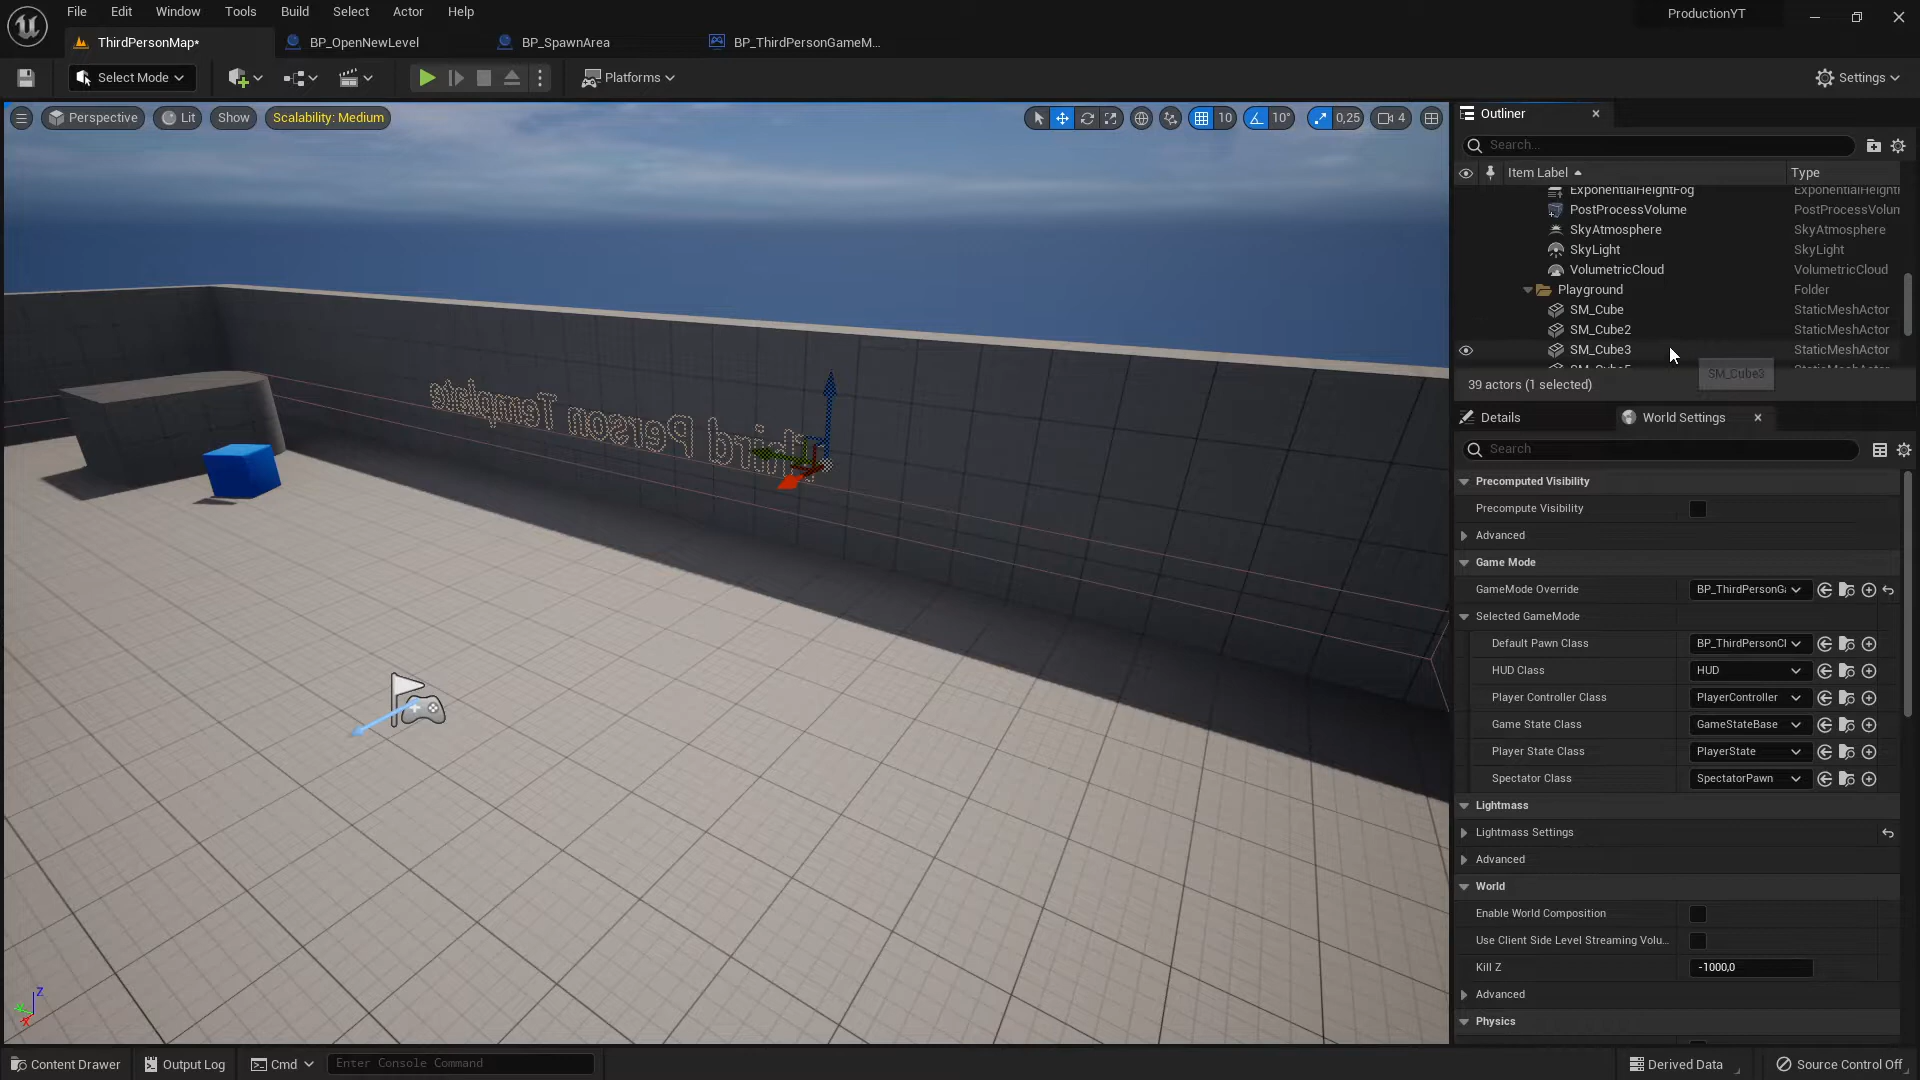 File Edit Window Tools Build Select Actor Help
ProductionYT
ThirdPersonMap*
BP_OpenNewLevel
BP_SpawnArea
BP_ThirdPersonGameM...
Select Mode
Platforms
Settings
Perspective
Lit
Show
Scalability: Medium
10
10°
0,25
4
Third Person Template
Z
Outliner
Search...
Item Label
Type
ExponentialHeightFog
PostProcessVolume
PostProcessVolum
SkyAtmosphere
SkyAtmosphere
SkyLight
SkyLight
VolumetricCloud
VolumetricCloud
Playground
Folder
SM_Cube
StaticMeshActor
SM_Cube2
StaticMeshActor
SM_Cube3
StaticMeshActor
SM_Cube3
39 actors (1 selected)
Details
World Settings
Search
Precomputed Visibility
Precompute Visibility
Advanced
Game Mode
GameMode Override
BP_ThirdPersonGa
Selected GameMode
Default Pawn Class
BP_ThirdPersonCl
HUD Class
HUD
Player Controller Class
PlayerController
Game State Class
GameStateBase
Player State Class
PlayerState
Spectator Class
SpectatorPawn
Lightmass
Lightmass Settings
Advanced
World
Enable World Composition
Use Client Side Level Streaming Volu...
Kill Z
-1000,0
Advanced
Physics
Content Drawer
Output Log
Cmd
Enter Console Command
Derived Data
Source Control Off